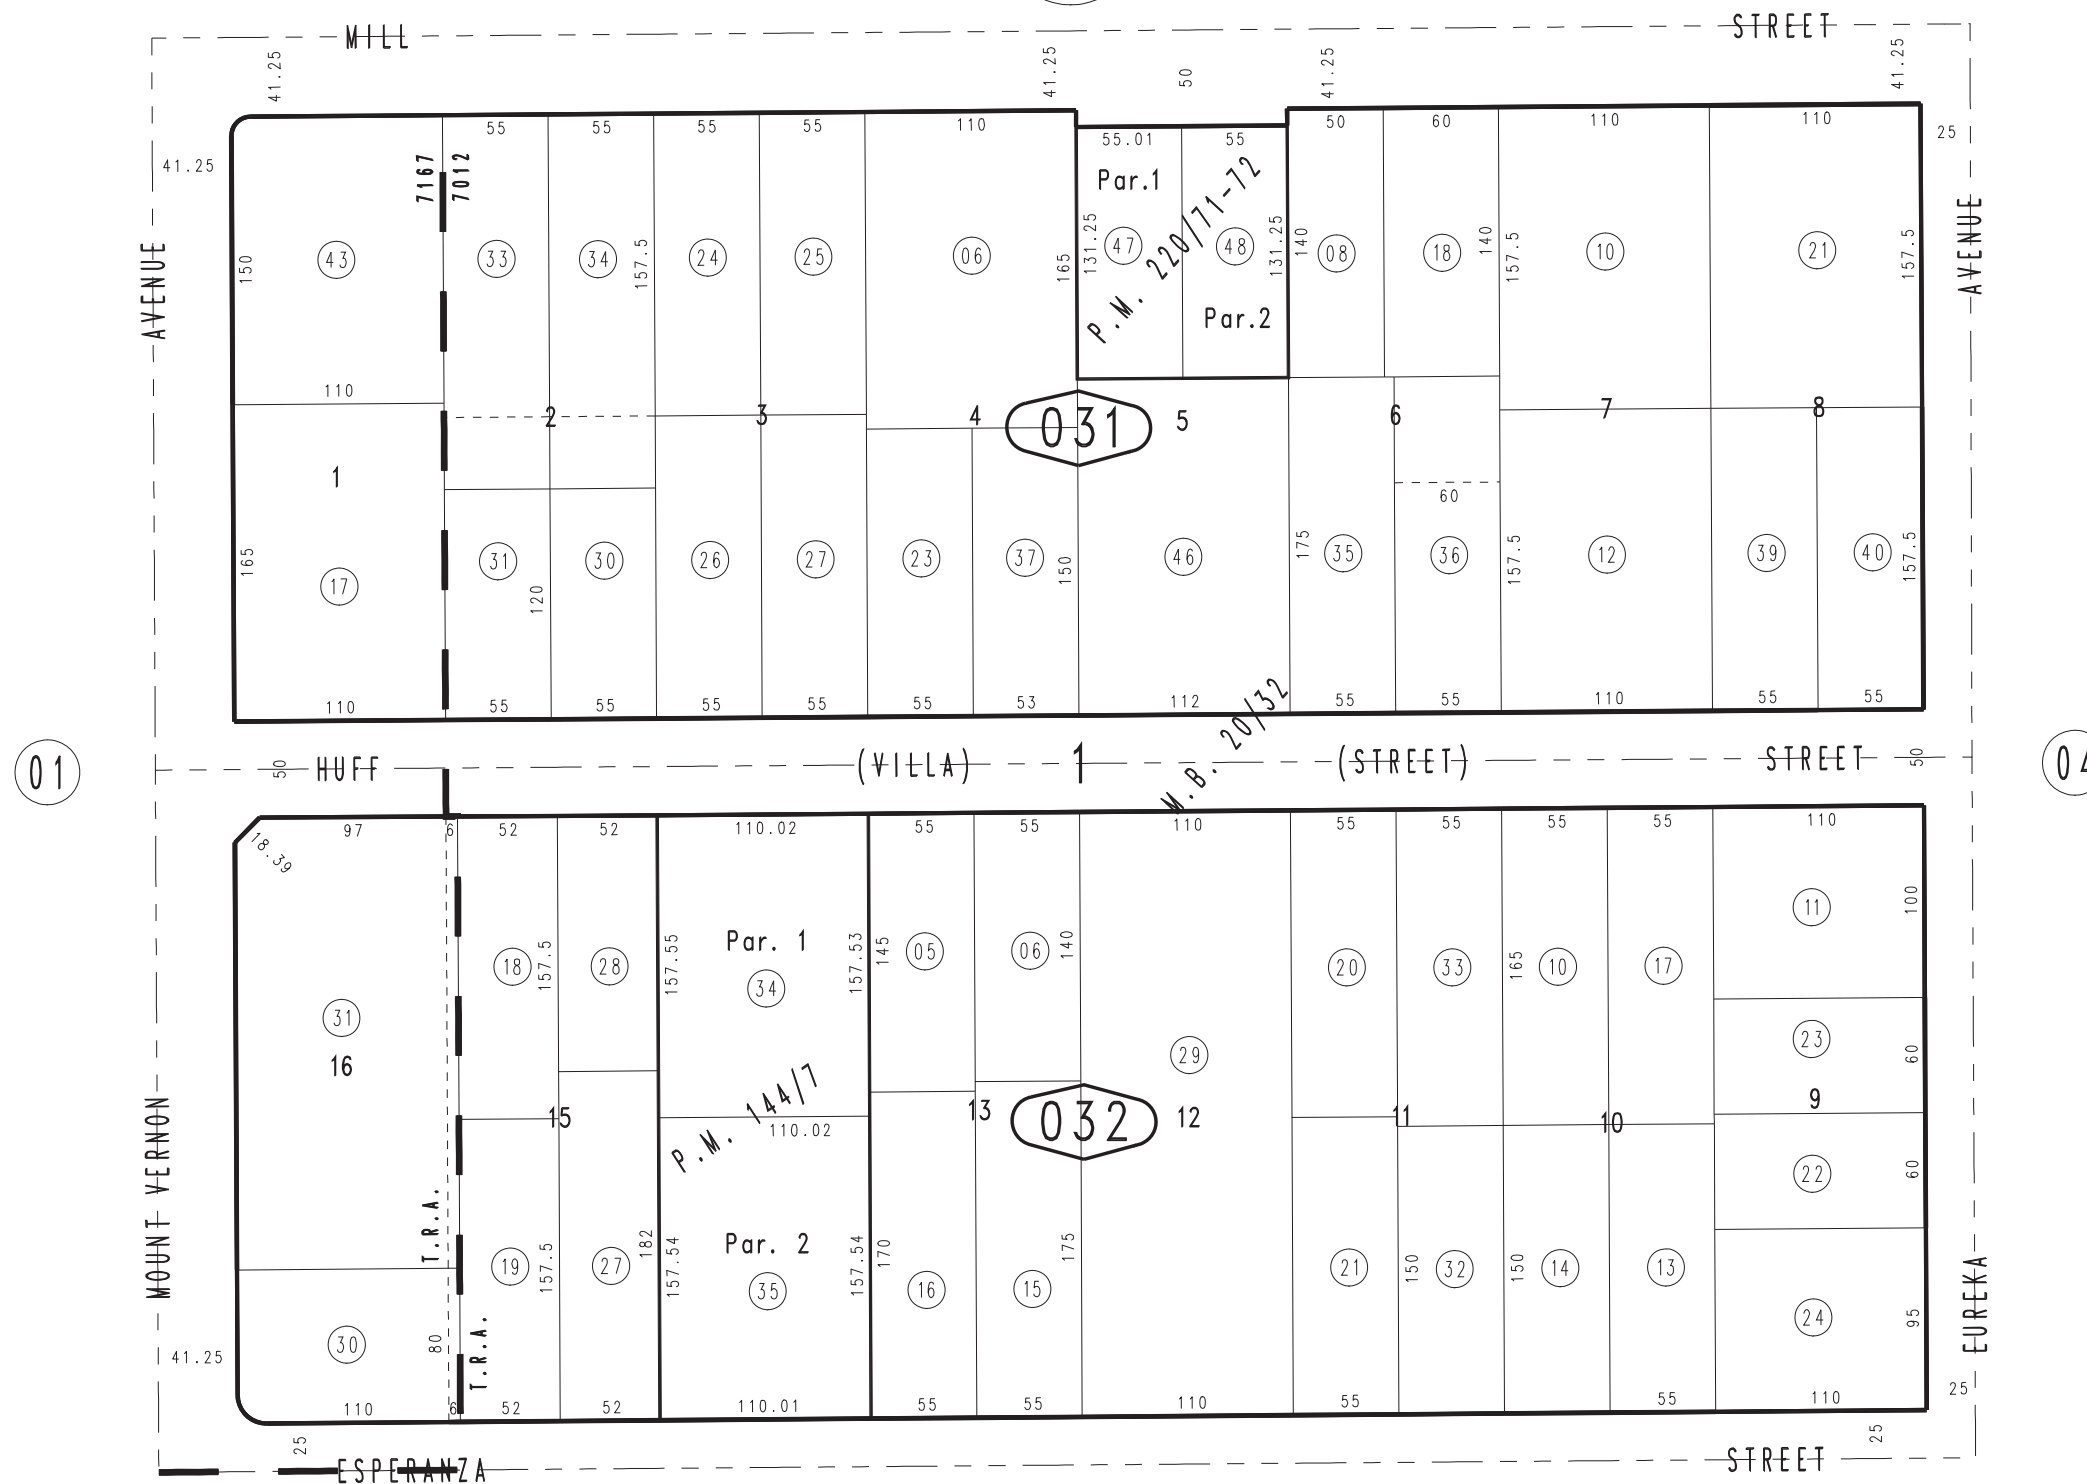 MILL STREET
41.25 41.25 50 41.25 41.25
55 55 55 55 110 55.01 55 50 60 110 110 25
41.25 7167 7012 Par.1
AVENUE 150 43 33 34 157.5 24 25 06 165 131.25 47 P.M. 220/71-72 48 131.25 140 08 18 140 157.5 10 21 157.5 AVENUE
Par.2
110
2 3 4 031 5 6 7 8
1
60
165 17 31 120 30 26 27 23 37 150 46 175 35 36 157.5 12 39 40 157.5
110 55 55 55 55 55 53 112 55 55 110 55 55
01 50 HUFF (VILLA) 1 M.B. 20/32 (STREET) STREET 50
97 6 52 52 110.02 55 55 110 55 55 55 55 110
18.39
11 100
18 157.5 28 157.55 Par. 1 157.53 145 05 06 140 20 33 165 10 17
34
31 29 23 60
16
15 P.M. 144/7 110.02 13 032 12 11 10 9
MOUNT VERNON T.R.A. 22 60
19 157.5 27 182 157.54 Par. 2 157.54 170 16 15 175 21 150 32 150 14 13
35
41.25 30 80 T.R.A. 24 95 EUREKA
110 6 52 52 110.01 55 55 110 55 55 110 25
25 25
ESPERANZA STREET